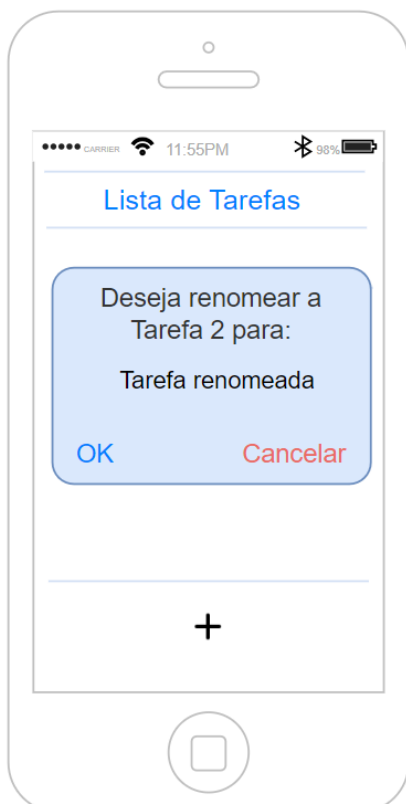 CARRIER 11:55PM 98%
Lista de Tarefas
Deseja renomear a
Tarefa 2 para:
Tarefa renomeada
OK Cancelar
+